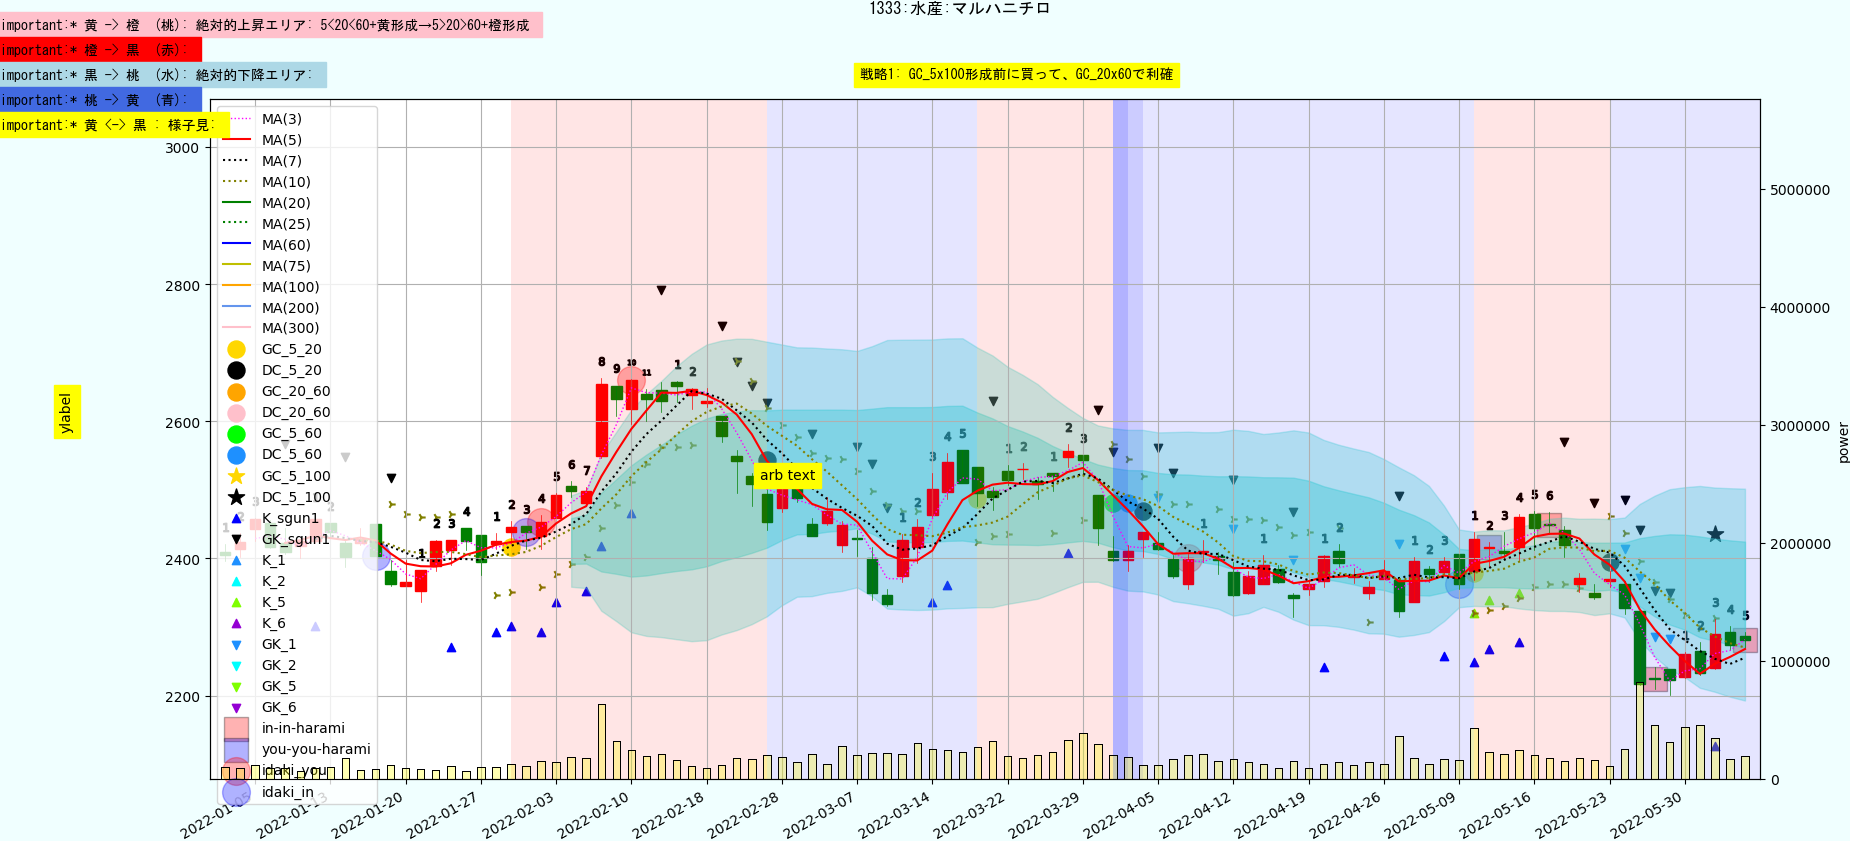 1333:水産:マルハニチロ
important:* 黄 -> 橙 (桃): 絶対的上昇エリア: 5<20<60+黄形成→5>20>60+橙形成
important:* 橙 -> 黒 (赤):
important:* 黒 -> 桃 (水): 絶対的下降エリア:
important:* 桃 -> 黄 (青):
important:* 黄 <-> 黒 : 様子見:
戦略1: GC_5x100形成前に買って、GC_20x60で利確
MA(3)
MA(5)
MA(7)
MA(10)
MA(20)
MA(25)
MA(60)
MA(75)
MA(100)
MA(200)
MA(300)
GC_5_20
DC_5_20
GC_20_60
DC_20_60
GC_5_60
DC_5_60
GC_5_100
DC_5_100
K_sgun1
GK_sgun1
K_1
K_2
K_5
K_6
GK_1
GK_2
GK_5
GK_6
in-in-harami
you-you-harami
idaki_you
idaki_in
ylabel
3000
2800
2600
2400
2200
arb text
5000000
4000000
3000000
2000000
1000000
0
power
2022-01-05
2022-01-13
2022-01-20
2022-01-27
2022-02-03
2022-02-10
2022-02-18
2022-02-28
2022-03-07
2022-03-14
2022-03-22
2022-03-29
2022-04-05
2022-04-12
2022-04-19
2022-04-26
2022-05-09
2022-05-16
2022-05-23
2022-05-30